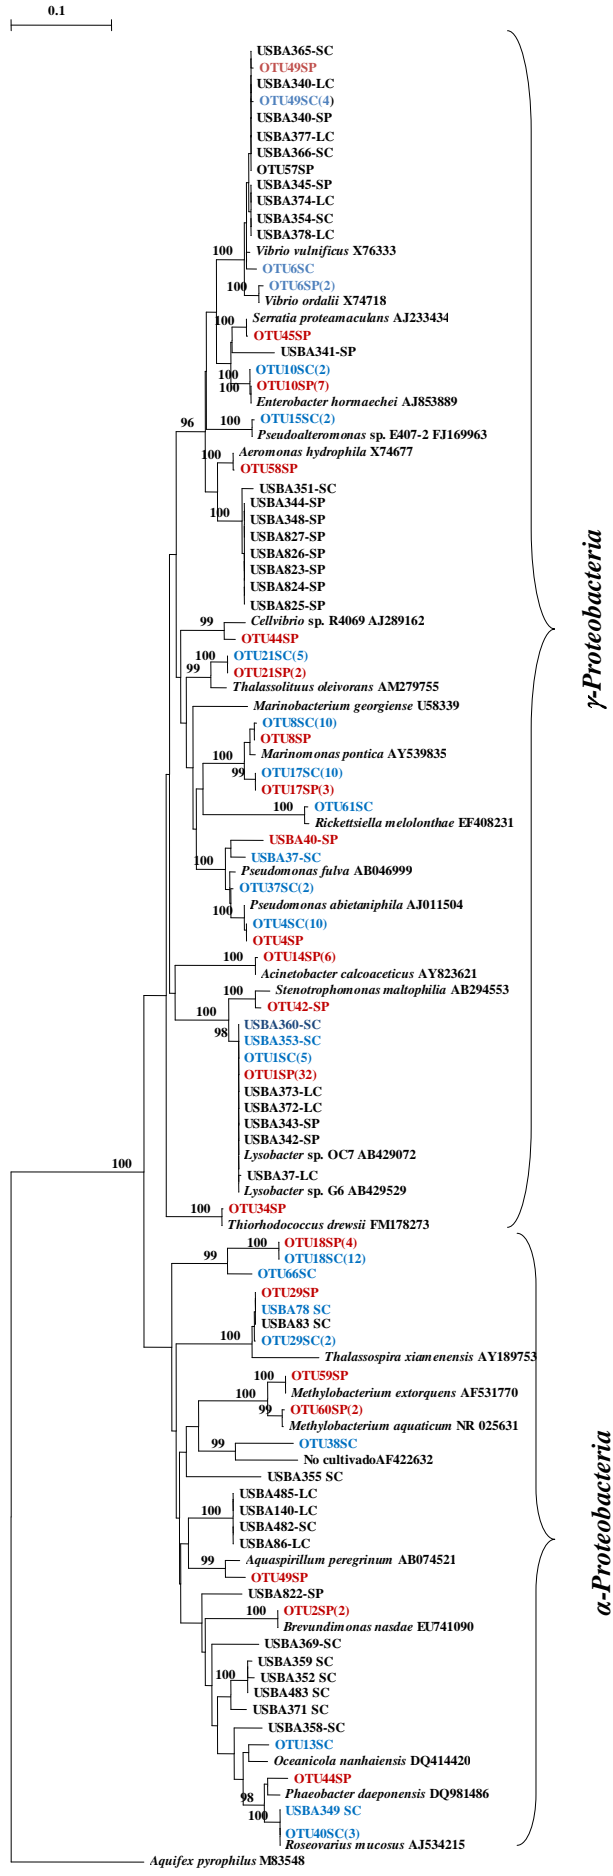 0.1
USBA365-SC
OTU49SP
USBA340-LC
OTU49SC(4)
USBA340-SP
USBA377-LC
USBA366-SC
OTU57SP
USBA345-SP
USBA374-LC
USBA354-SC
USBA378-LC
100
Vibrio vulnificus X76333
OTU6SC
100
OTU6SP(2)
Vibrio ordalii X74718
Serratia proteamaculans AJ233434
100
OTU45SP
USBA341-SP
OTU10SC(2)
100
OTU10SP(7)
100
Enterobacter hormaechei AJ853889
96
100
OTU15SC(2)
Pseudoalteromonas sp. E407-2 FJ169963
Aeromonas hydrophila X74677
100
OTU58SP
USBA351-SC
USBA344-SP
100
USBA348-SP
USBA827-SP
USBA826-SP
USBA823-SP
USBA824-SP
USBA825-SP
γ-Proteobacteria
99
Cellvibrio sp. R4069 AJ289162
OTU44SP
100
OTU21SC(5)
99
OTU21SP(2)
Thalassolituus oleivorans AM279755
Marinobacterium georgiense U58339
OTU8SC(10)
OTU8SP
100
Marinomonas pontica AY539835
99
OTU17SC(10)
OTU17SP(3)
100
OTU61SC
Rickettsiella melolonthae EF408231
USBA40-SP
USBA37-SC
100
Pseudomonas fulva AB046999
OTU37SC(2)
Pseudomonas abietaniphila AJ011504
100
OTU4SC(10)
OTU4SP
100
OTU14SP(6)
Acinetobacter calcoaceticus AY823621
100
Stenotrophomonas maltophilia AB294553
OTU42-SP
100
USBA360-SC
98
USBA353-SC
OTU1SC(5)
OTU1SP(32)
USBA373-LC
USBA372-LC
USBA343-SP
USBA342-SP
Lysobacter sp. OC7 AB429072
100
USBA37-LC
Lysobacter sp. G6 AB429529
100
OTU34SP
Thiorhodococcus drewsii FM178273
100
OTU18SP(4)
99
OTU18SC(12)
OTU66SC
OTU29SP
USBA78 SC
USBA83 SC
100
OTU29SC(2)
Thalassospira xiamenensis AY189753
100
OTU59SP
100
Methylobacterium extorquens AF531770
99
OTU60SP(2)
Methylobacterium aquaticum NR 025631
99
OTU38SC
No cultivadoAF422632
USBA355 SC
USBA485-LC
100
USBA140-LC
USBA482-SC
USBA86-LC
α-Proteobacteria
99
Aquaspirillum peregrinum AB074521
OTU49SP
USBA822-SP
100
OTU2SP(2)
Brevundimonas nasdae EU741090
USBA369-SC
USBA359 SC
100
USBA352 SC
USBA483 SC
USBA371 SC
USBA358-SC
OTU13SC
Oceanicola nanhaiensis DQ414420
OTU44SP
98
Phaeobacter daeponensis DQ981486
100
USBA349 SC
OTU40SC(3)
Roseovarius mucosus AJ534215
Aquifex pyrophilus M83548